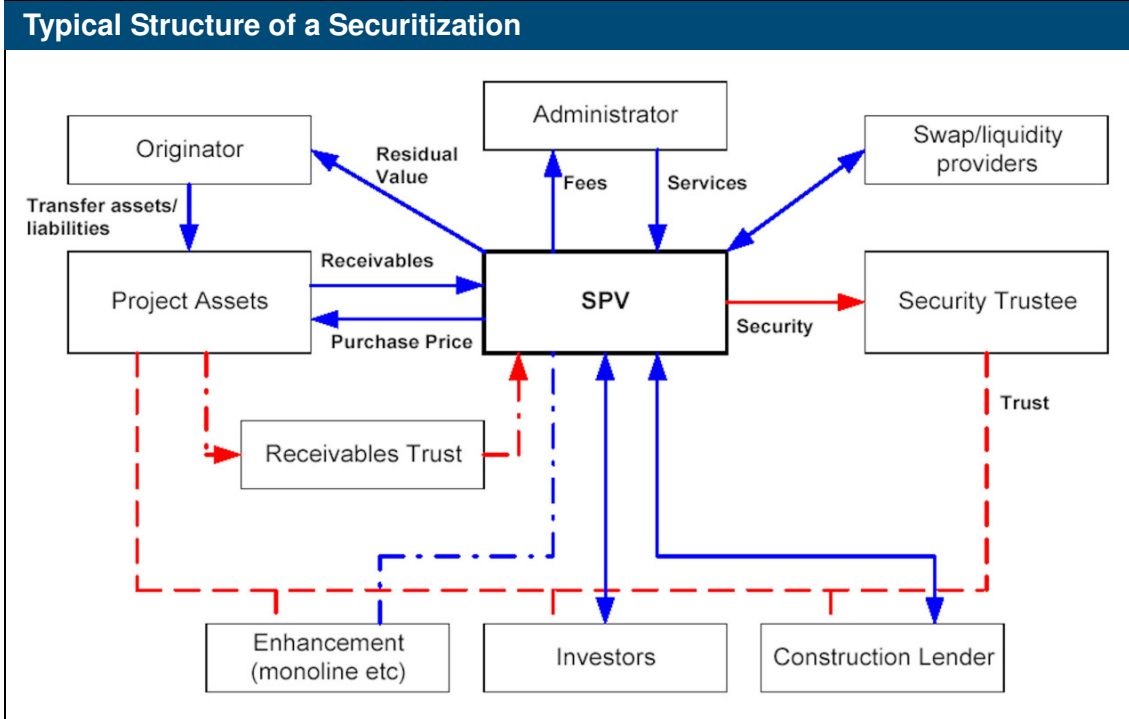 Typical Structure of a Securitization
Administrator
Originator
Residual
Value
Swap/liquidity
providers
Fees
Services
Transfer assets/
liabilities
Receivables
Project Assets
SPV
Security Trustee
Purchase Price
Security
Trust
Receivables Trust
Enhancement
(monoline etc)
Investors
Construction Lender